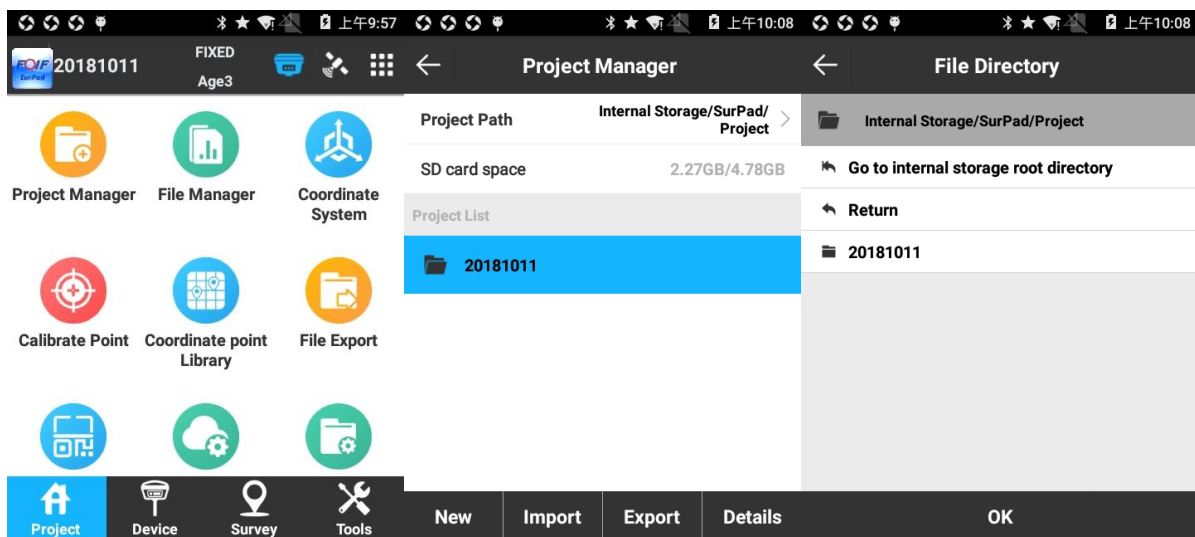 上午9:57
FOIF
SurPad
20181011
FIXED
Age3
Project Manager
File Manager
Coordinate
System
Calibrate Point
Coordinate point
Library
File Export
Project
Device
Survey
Tools
上午10:08
Project Manager
Project Path
Internal Storage/SurPad/
Project
SD card space
2.27GB/4.78GB
Project List
20181011
New
Import
Export
Details
上午10:08
File Directory
Internal Storage/SurPad/Project
Go to internal storage root directory
Return
20181011
OK